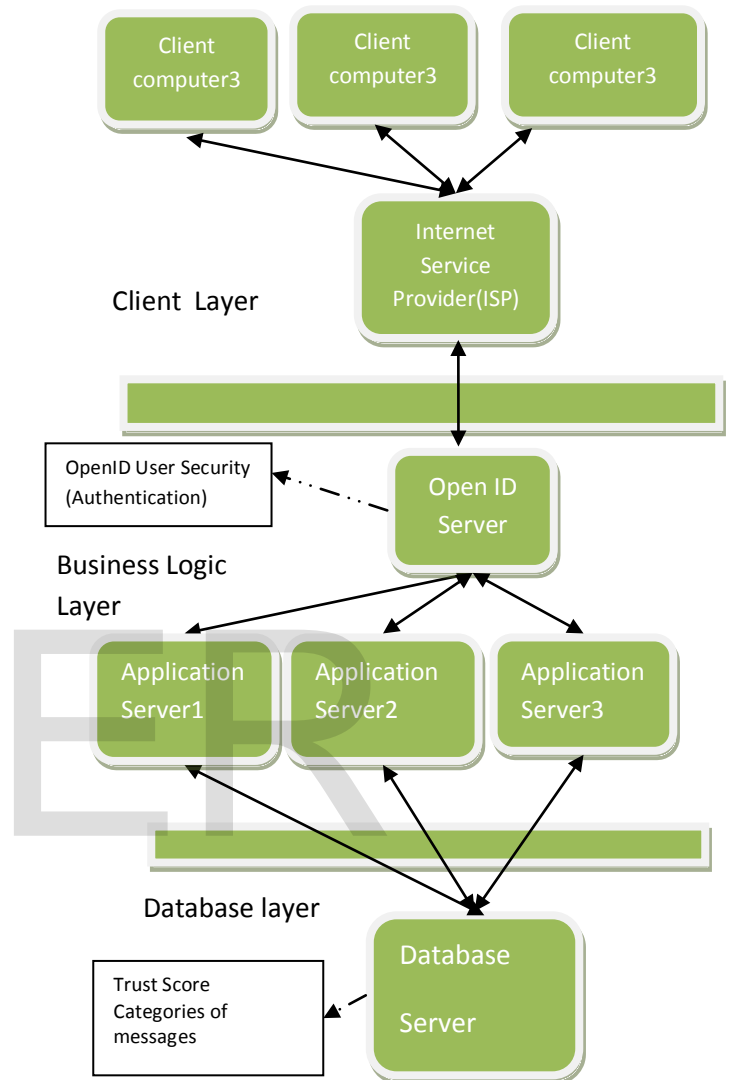 Client
computer3
Client
computer3
Client
computer3
Internet
Service
Provider(ISP)
Client Layer
OpenID User Security
(Authentication)
Open ID
Server
Business Logic
Layer
Application
Server1
Application
Server2
Application
Server3
ER
Database layer
Database
Server
Trust Score
Categories of
messages